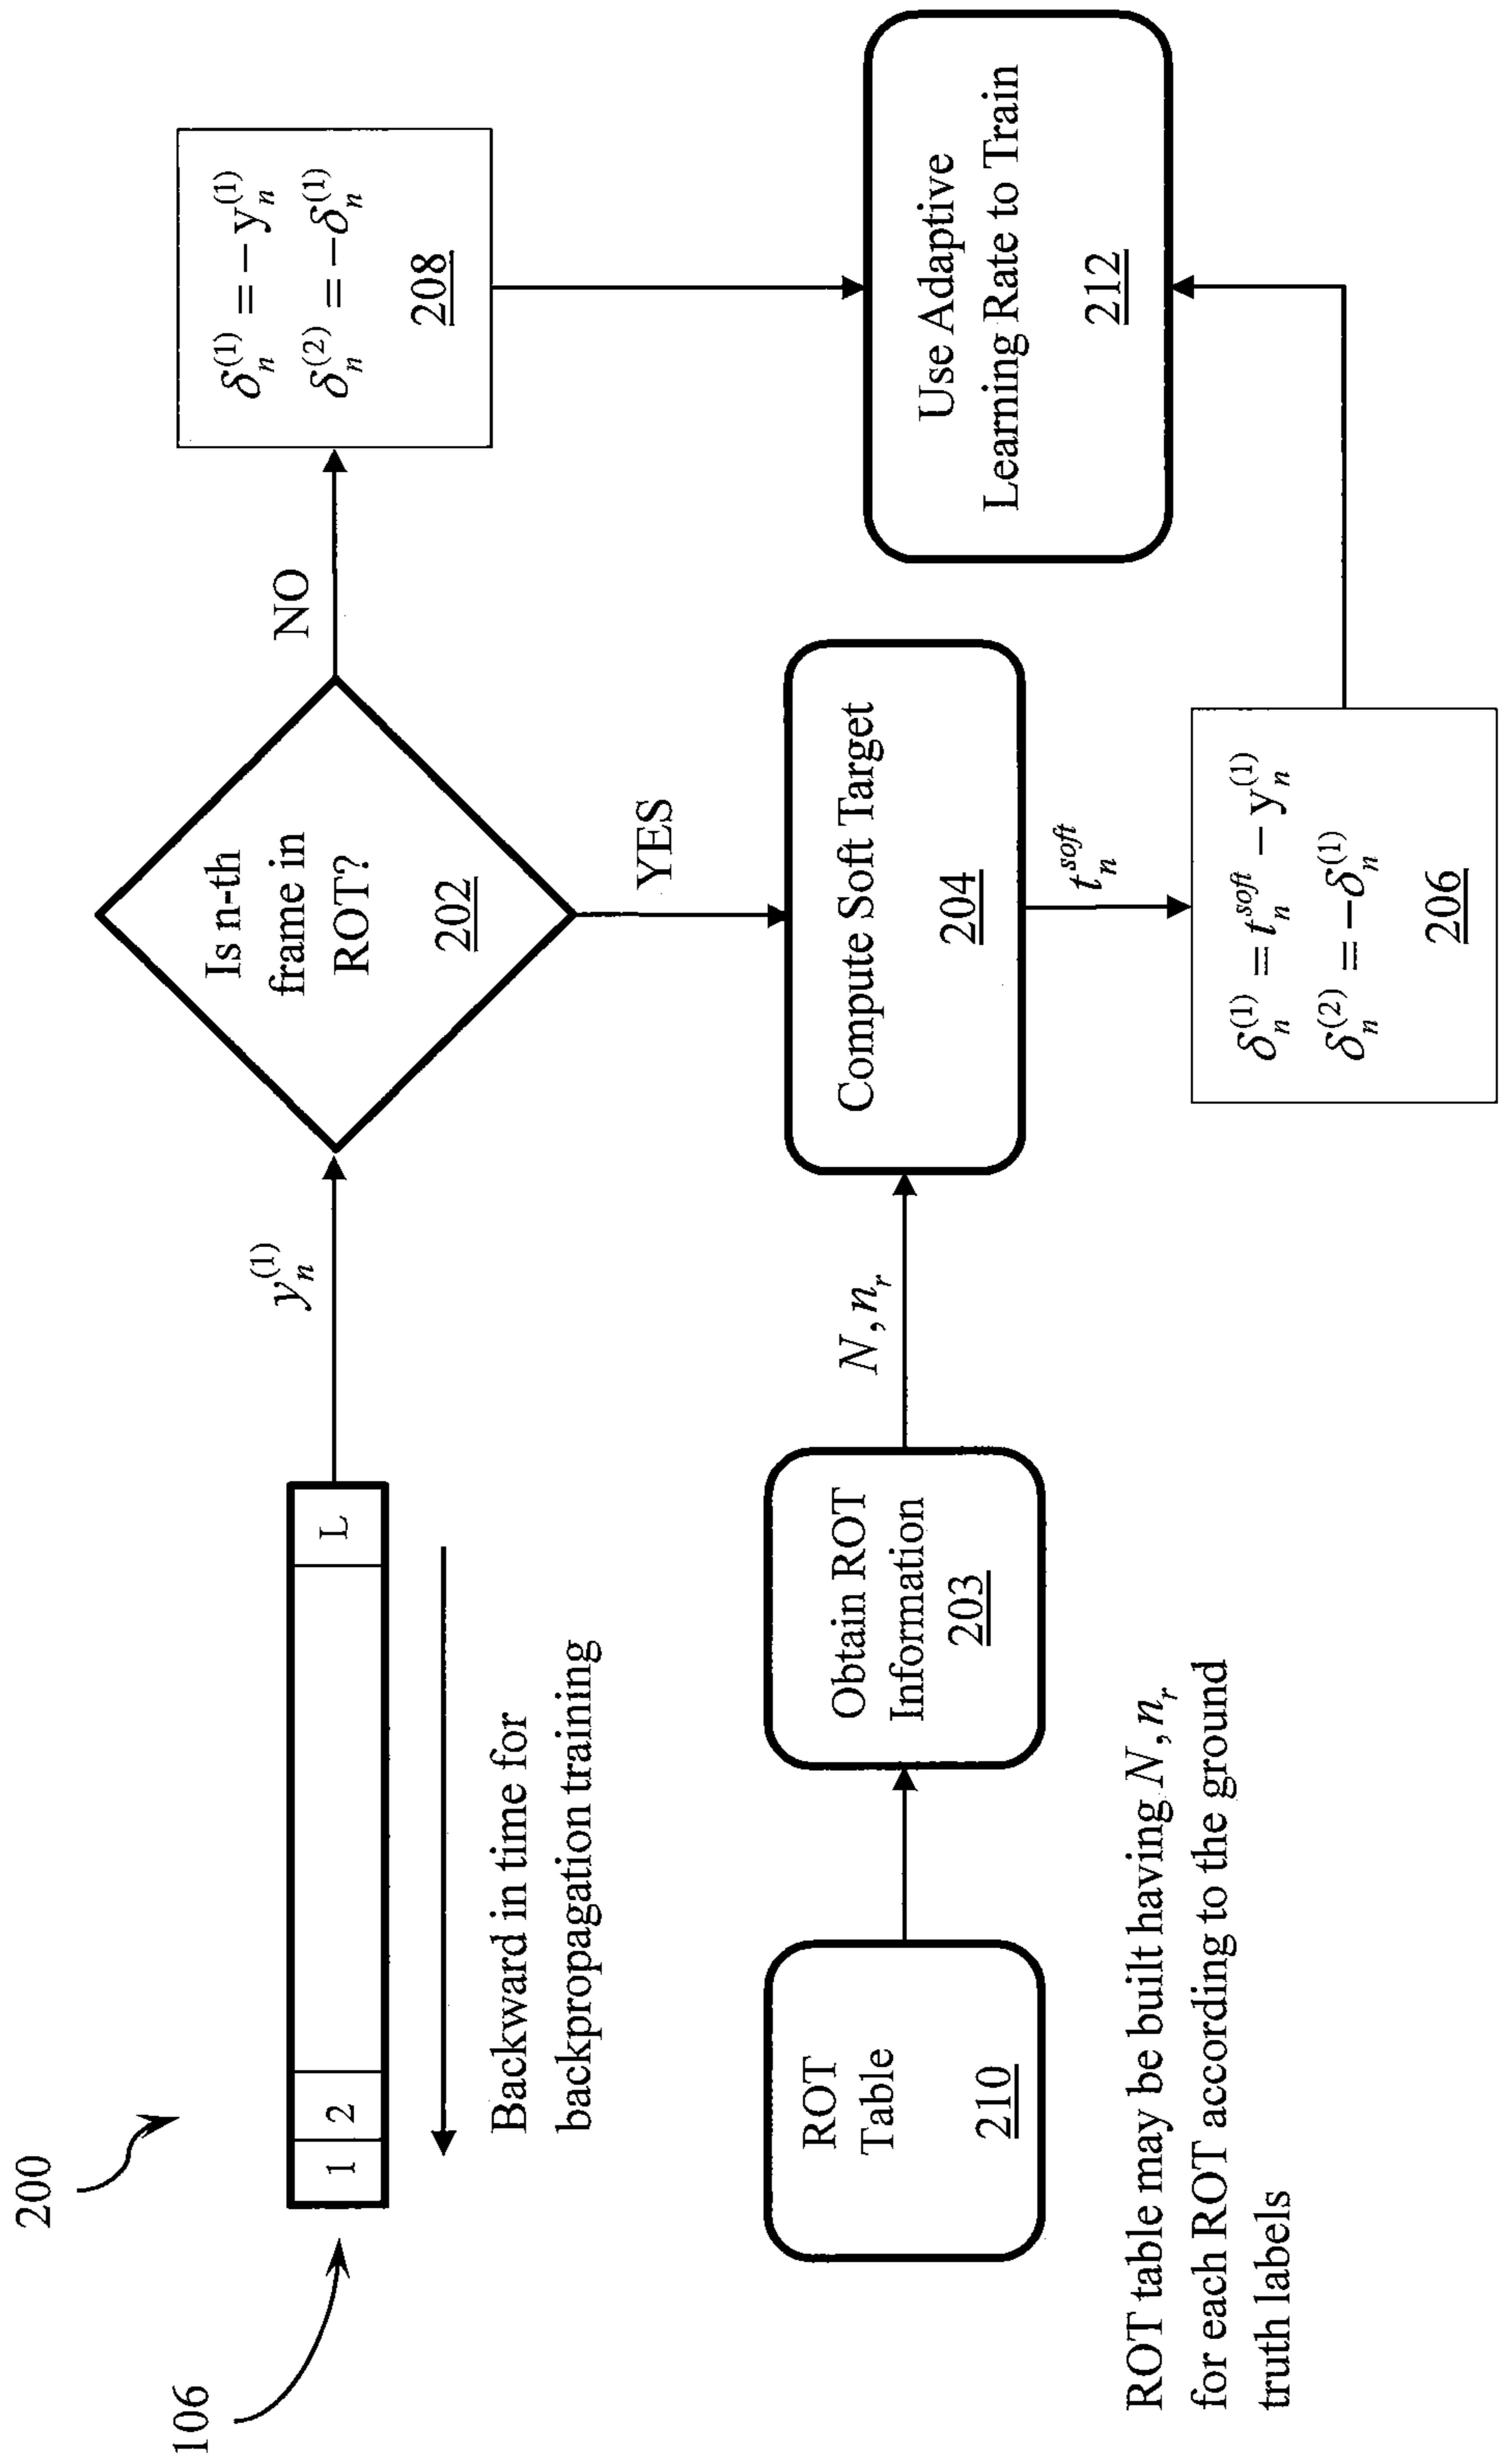 200
106
1 2 L
Backward in time for
backpropagation training
y_n^{(1)}
Is n-th
frame in
ROT?
202
NO
δ_n^{(1)} = − y_n^{(1)}
δ_n^{(2)} = −δ_n^{(1)}
208
YES
ROT
Table
210
Obtain ROT
Information
203
N, n_r
Compute Soft Target
204
t_n^{soft}
Use Adaptive
Learning Rate to Train
212
δ_n^{(1)} = t_n^{soft} − y_n^{(1)}
δ_n^{(2)} = −δ_n^{(1)}
206
ROT table may be built having N, n_r
for each ROT according to the ground
truth labels